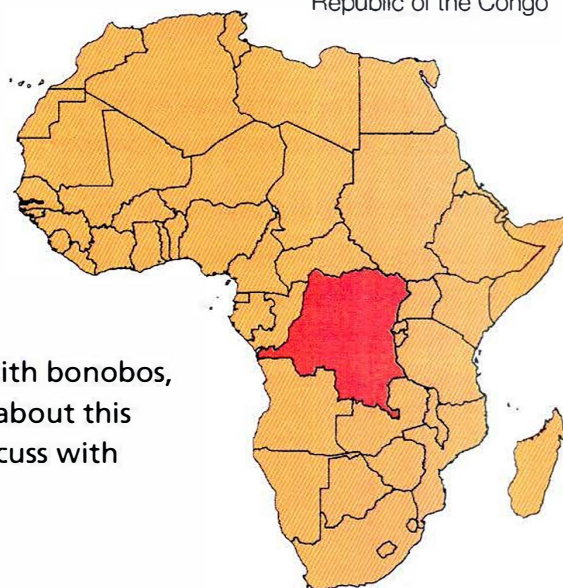 Republic of the Congo
ith bonobos,
about this
cuss with